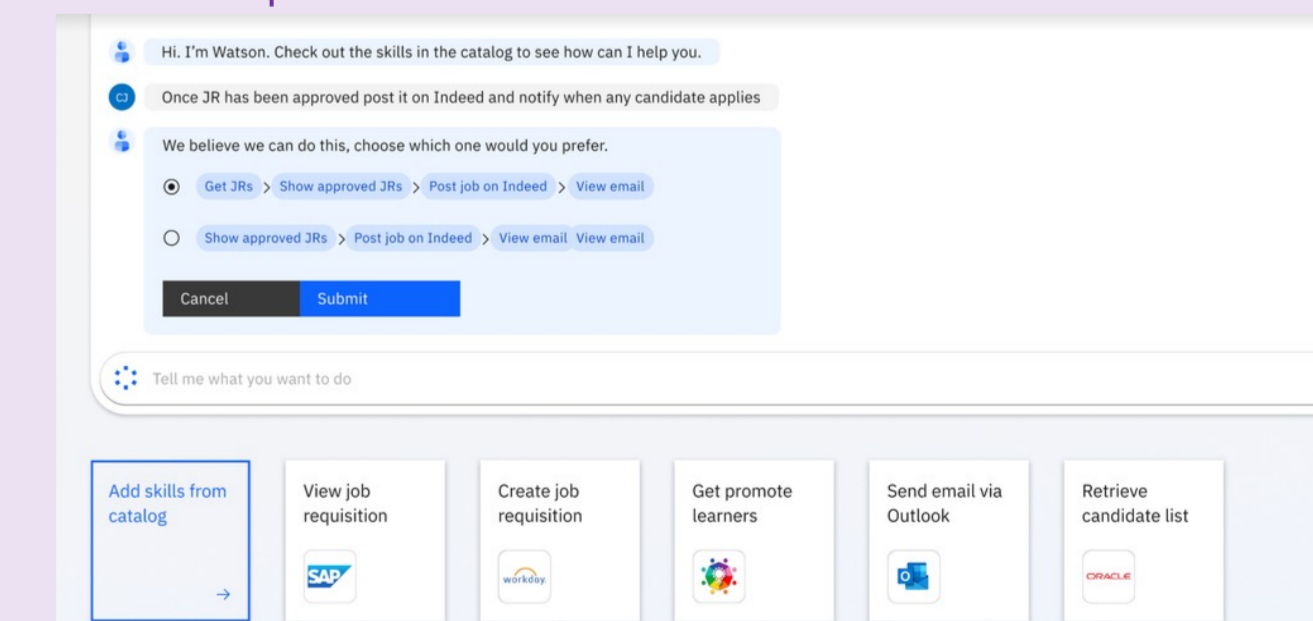 Hi. I'm Watson. Check out the skills in the catalog to see how can I help you.
CJ Once JR has been approved post it on Indeed and notify when any candidate applies
We believe we can do this, choose which one would you prefer.
Get JRs > Show approved JRs > Post job on Indeed > View email
Show approved JRs > Post job on Indeed > View email View email
Cancel Submit
Tell me what you want to do
Add skills from
catalog
→
View job
requisition
SAP
Create job
requisition
workday.
Get promote
learners
Send email via
Outlook
O
Retrieve
candidate list
ORACLE